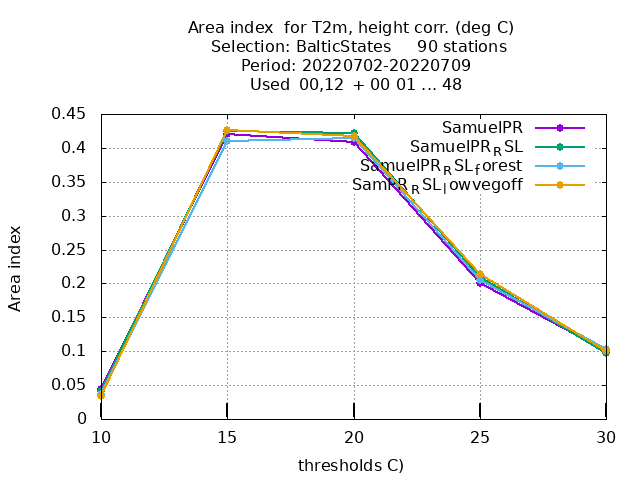 Area index  for T2m, height corr. (deg C)
Selection: BalticStates     90 stations
Period: 20220702-20220709
Used  00,12  + 00 01 ... 48
0.45
0.4
0.35
0.3
0.25
0.2
0.15
0.1
0.05
0
10 15 20 25 30
Area index
thresholds C)
SamuelPR
SamuelPR_RSL
SamuelPR_RSL_forest
SamPR_RSL_lowvegoff